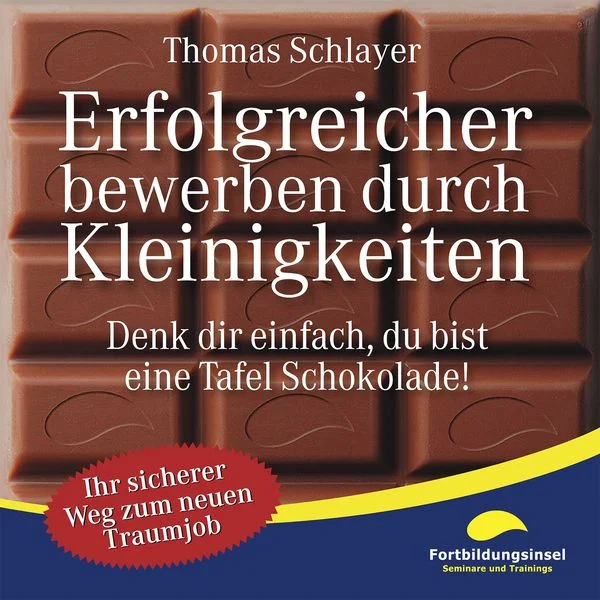 Thomas Schlayer
Erfolgreicher
bewerben durch
Kleinigkeiten
Denk dir einfach, du bist
eine Tafel Schokolade!
Ihr sicherer
Weg zum neuen
Traumjob
Fortbildungsinsel
Seminare und Trainings